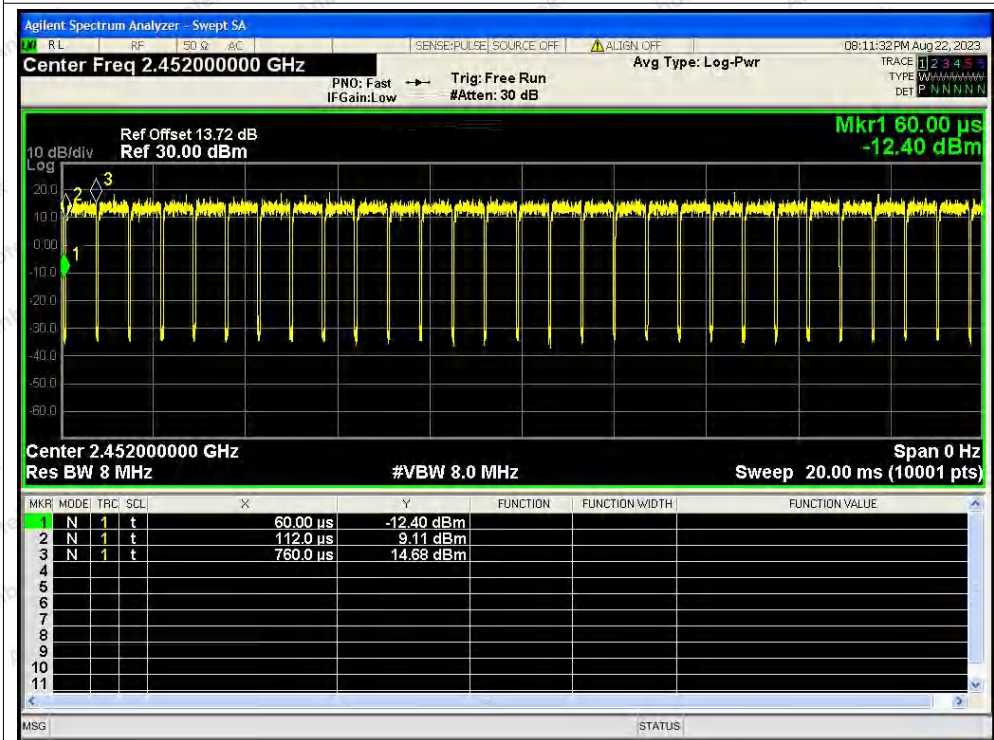 Agilent Spectrum Analyzer - Swept SA
RL RF 50 Ω AC SENSE:PULSE SOURCE OFF ALIGN OFF 08:11:32 PM Aug 22, 2023
Center Freq 2.452000000 GHz Avg Type: Log-Pwr TRACE 1 2 3 4 5 6
PNO: Fast Trig: Free Run TYPE W
IFGain:Low #Atten: 30 dB DET P N N N N N
Mkr1 60.00 µs
Ref Offset 13.72 dB
10 dB/div Ref 30.00 dBm -12.40 dBm
Log
20.0
10.0
0.00
-10.0
-20.0
-30.0
-40.0
-50.0
-60.0
1
2
3
Center 2.452000000 GHz Span 0 Hz
Res BW 8 MHz #VBW 8.0 MHz Sweep 20.00 ms (10001 pts)
MKR MODE TRC SCL X Y FUNCTION FUNCTION WIDTH FUNCTION VALUE
1 N 1 t 60.00 µs -12.40 dBm
2 N 1 t 112.0 µs 9.11 dBm
3 N 1 t 760.0 µs 14.68 dBm
4
5
6
7
8
9
10
11
MSG STATUS